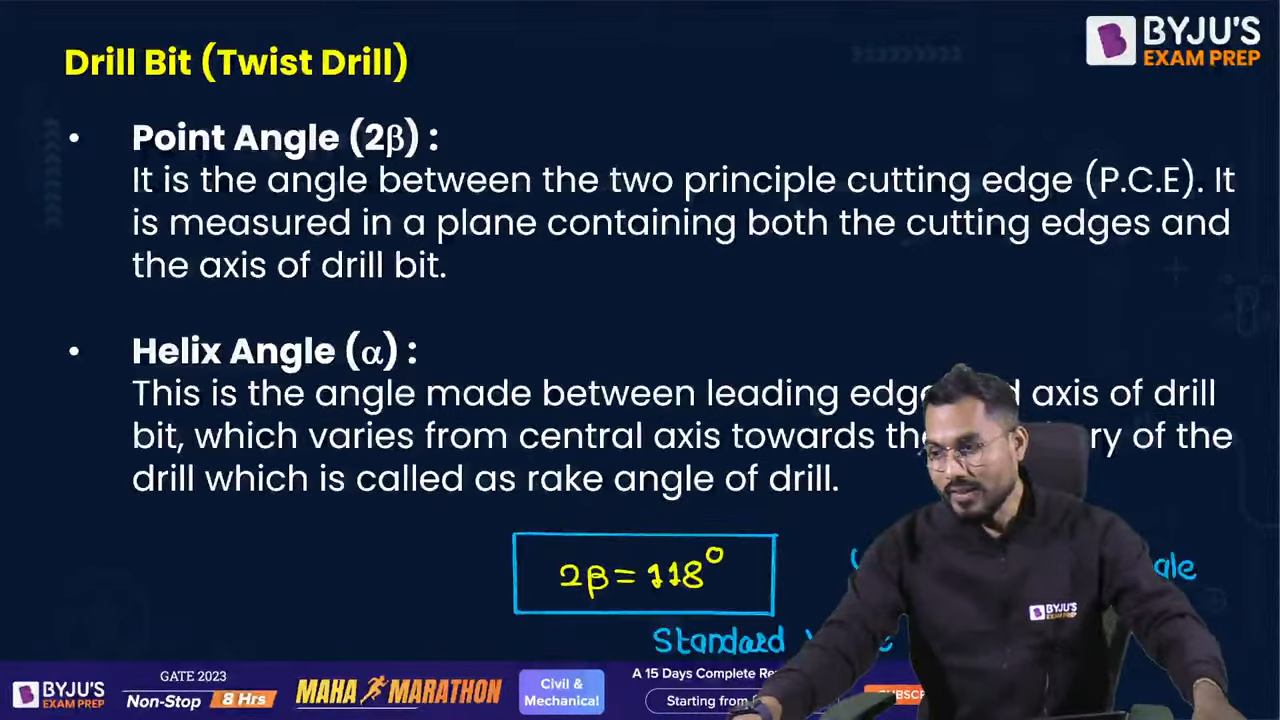 BYJU'S
EXAM PREP
Drill Bit (Twist Drill)
• Point Angle (2β) :
It is the angle between the two principle cutting edge (P.C.E). It
is measured in a plane containing both the cutting edges and
the axis of drill bit.
• Helix Angle (α) :
This is the angle made between leading axis of drill
bit, which varies from central axis towards of the
drill which is called as rake angle of drill.
2β = 118°
Standard
BYJU'S
EXAM PREP
BYJU'S
EXAM PREP
GATE 2023
Non-Stop 8 Hrs
MAHA MARATHON
Civil &
Mechanical
A 15 Days Complete
Starting from